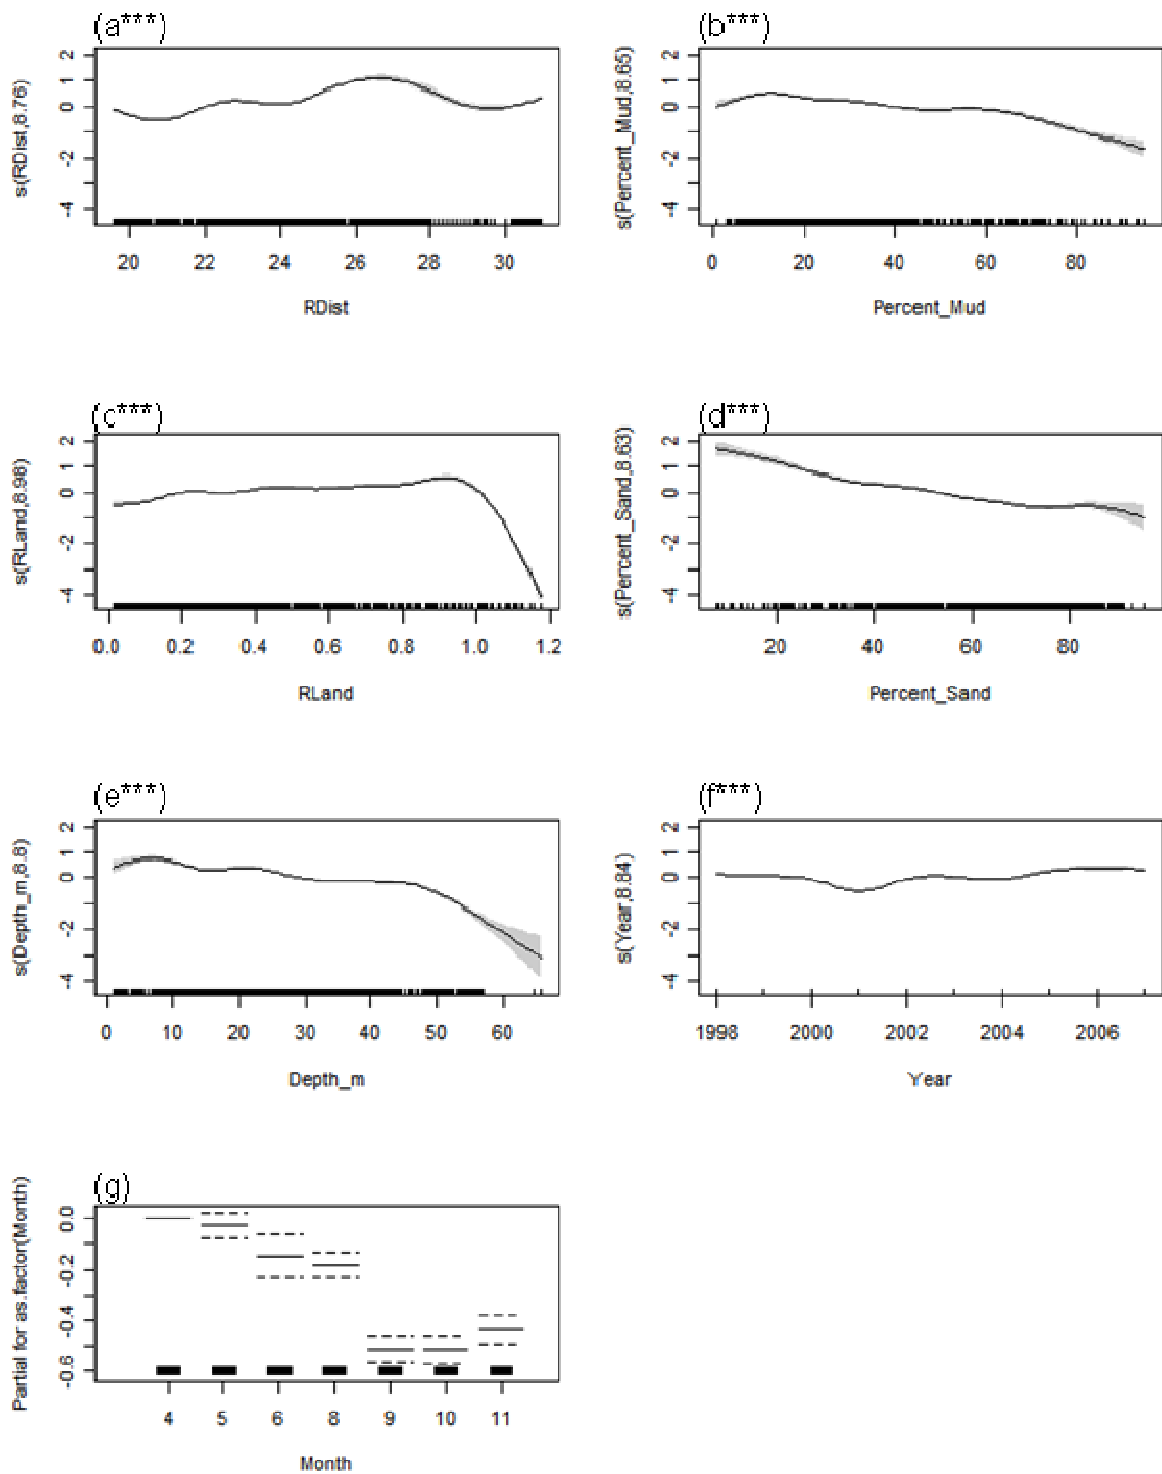 (a***)
s(RDist,8.76)
2
1
0
-2
-4
20 22 24 26 28 30
RDist
(b***)
s(Percent_Mud,8.65)
2
1
0
-2
-4
0 20 40 60 80
Percent_Mud
(c***)
s(RLand,8.98)
2
1
0
-2
-4
0.0 0.2 0.4 0.6 0.8 1.0 1.2
RLand
(d***)
s(Percent_Sand,8.63)
2
1
0
-2
-4
20 40 60 80
Percent_Sand
(e***)
s(Depth_m,8.8)
2
1
0
-2
-4
0 10 20 30 40 50 60
Depth_m
(f***)
s(Year,8.84)
2
1
0
-2
-4
1998 2000 2002 2004 2006
Year
(g)
Partial for as.factor(Month)
0.0
-0.2
-0.4
-0.6
4 5 6 8 9 10 11
Month